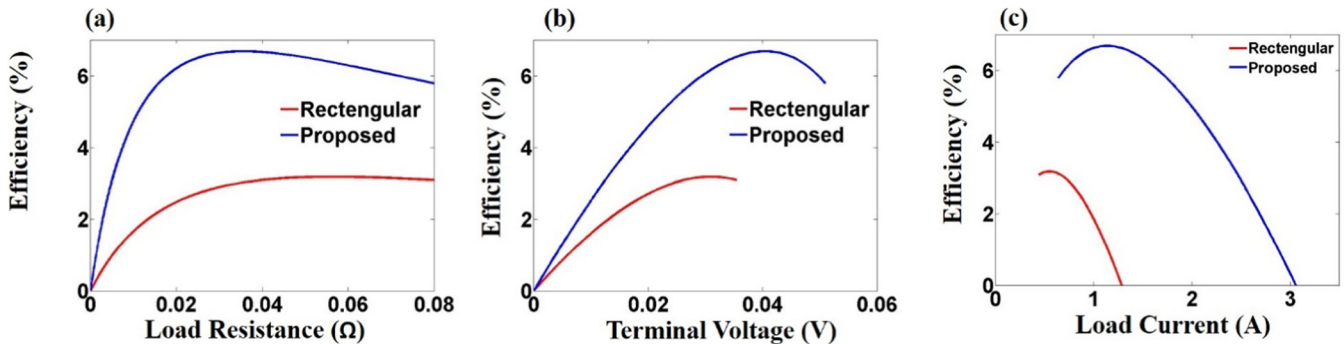 (a)
Efficiency (%)
6
4
2
0
0 0.02 0.04 0.06 0.08
Load Resistance (Ω)
Rectengular
Proposed
(b)
Efficiency (%)
6
4
2
0
0 0.02 0.04 0.06
Terminal Voltage (V)
Rectengular
Proposed
(c)
Efficiency (%)
6
4
2
0
0 1 2 3
Load Current (A)
Rectengular
Proposed